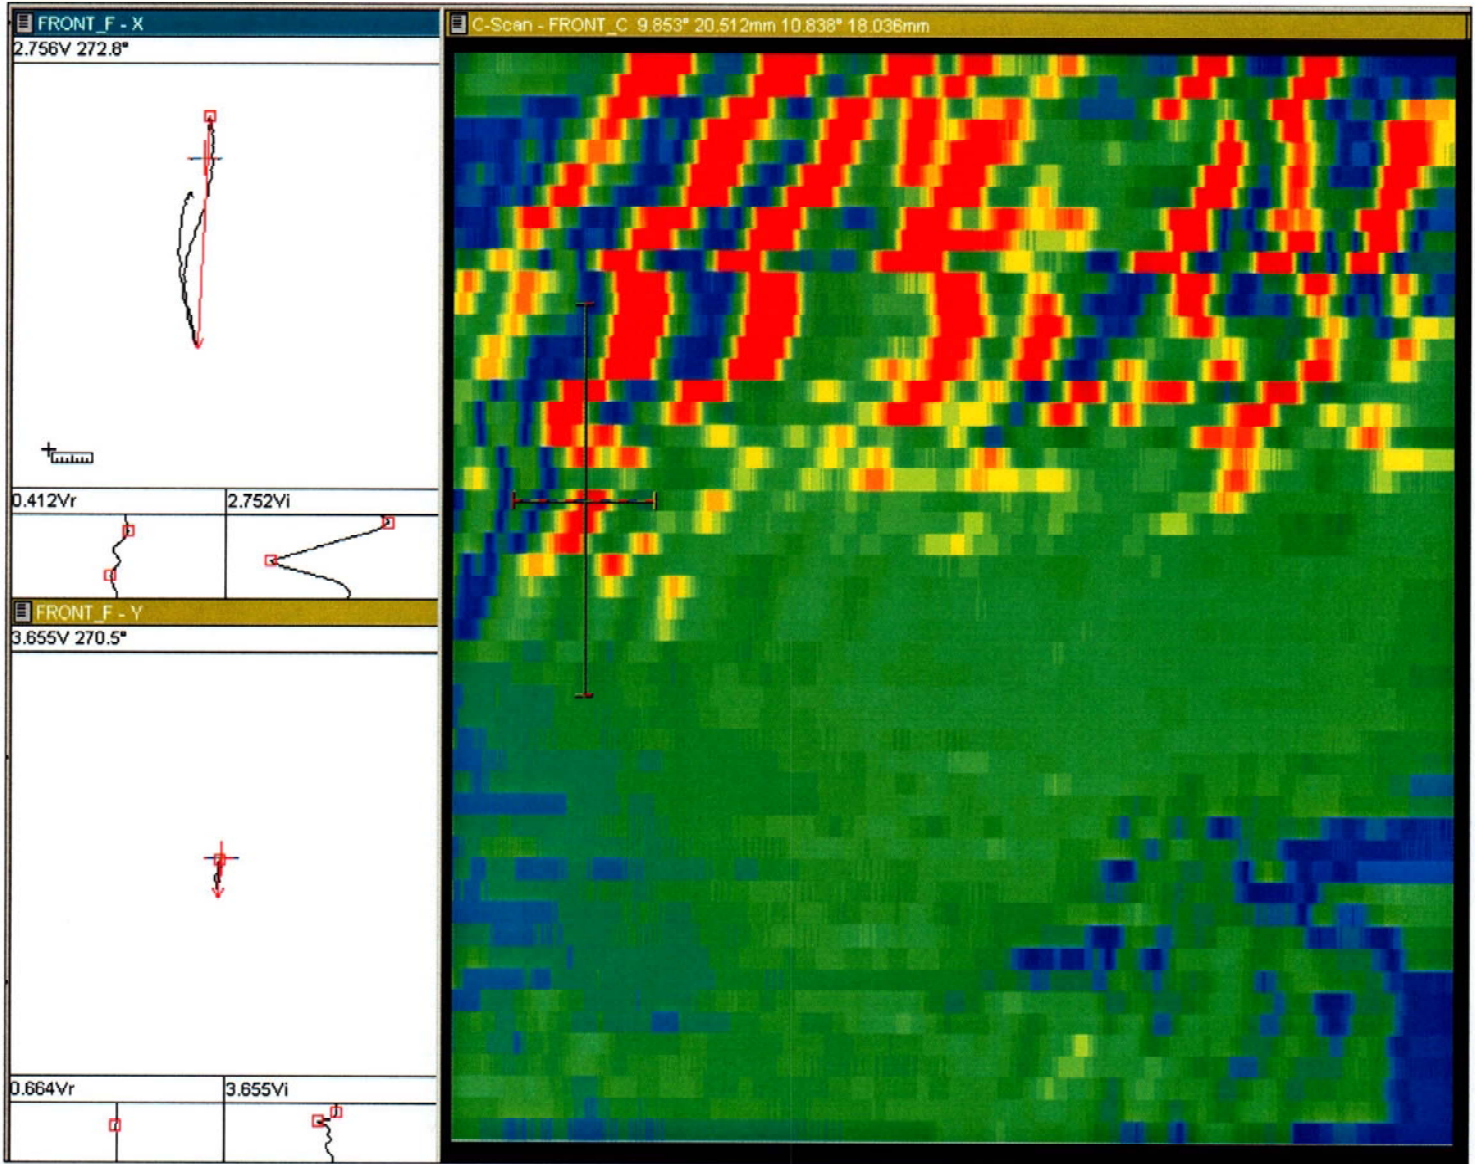 FRONT_F - X
2.756V 272.8°
0.412Vr
2.752Vi
FRONT_F - Y
3.655V 270.5°
0.664Vr
3.655Vi
C-Scan - FRONT_C 9.853° 20.512mm 10.838° 18.036mm